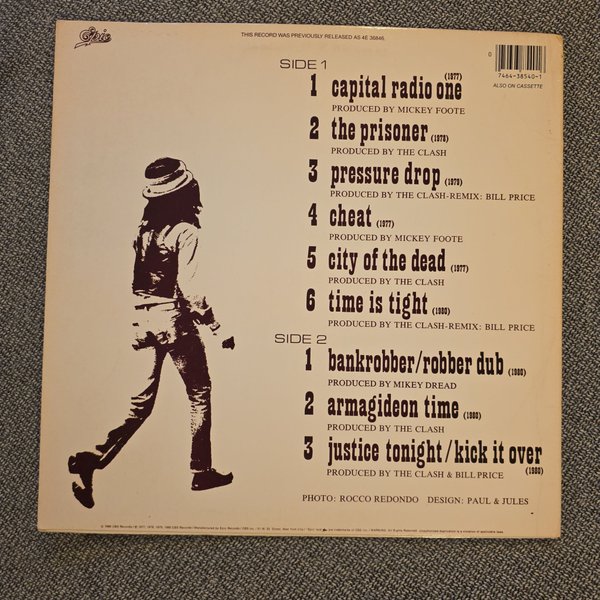 Epic
THIS RECORD WAS PREVIOUSLY RELEASED AS 4E 36846.
0
7464-38540-1
ALSO ON CASSETTE
SIDE 1
1 capital radio one (1977)
PRODUCED BY MICKEY FOOTE
2 the prisoner (1978)
PRODUCED BY THE CLASH
3 pressure drop (1979)
PRODUCED BY THE CLASH-REMIX: BILL PRICE
4 cheat (1977)
PRODUCED BY MICKEY FOOTE
5 city of the dead (1977)
PRODUCED BY THE CLASH
6 time is tight (1980)
PRODUCED BY THE CLASH-REMIX: BILL PRICE
SIDE 2
1 bankrobber/robber dub (1980)
PRODUCED BY MIKEY DREAD
2 armagideon time (1980)
PRODUCED BY THE CLASH
3 justice tonight/kick it over (1980)
PRODUCED BY THE CLASH & BILL PRICE
PHOTO: ROCCO REDONDO DESIGN: PAUL & JULES